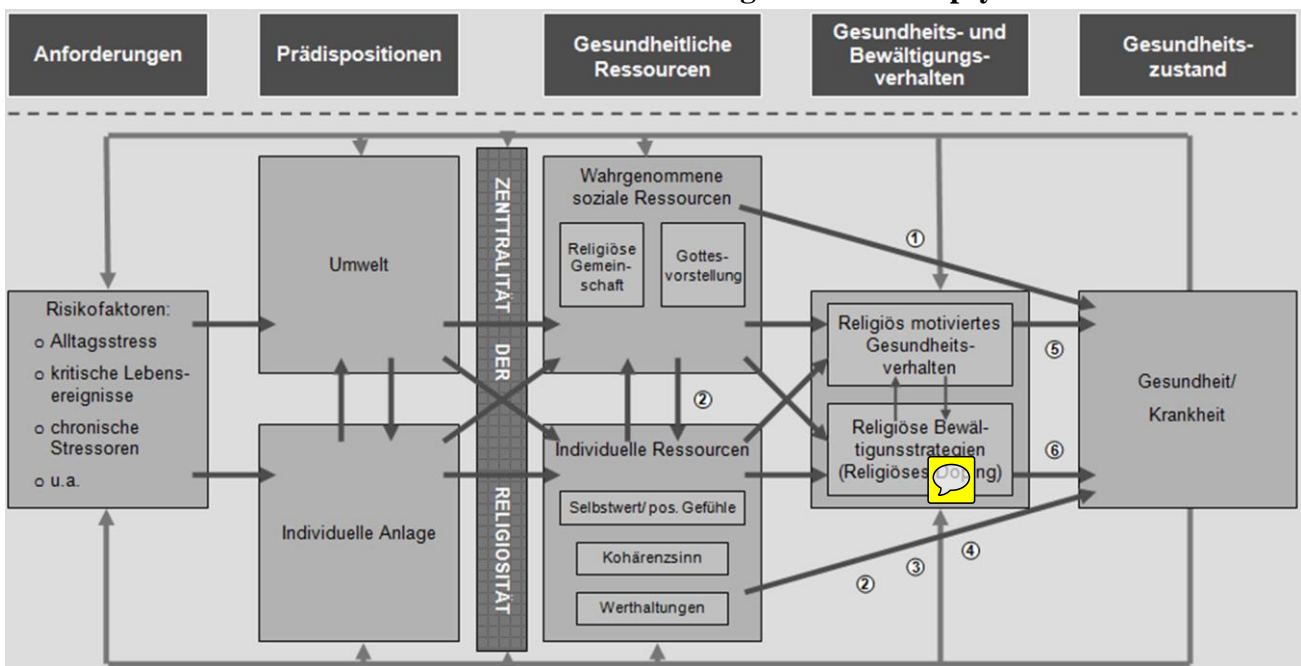 Anforderungen
Prädispositionen
Gesundheitliche
Ressourcen
Gesundheits- und
Bewältigungs-
verhalten
Gesundheits-
zustand
Umwelt
Individuelle Anlage
ZENTTRALITÄT DER RELIGIOSITÄT
Wahrgenommene
soziale Ressourcen
Religiöse
Gemein-
schaft
Gottes-
vorstellung
①
Risikofaktoren:
o Alltagsstress
o kritische Lebens-
ereignisse
o chronische
Stressoren
o u.a.
②
Individuelle Ressourcen
Selbstwert/ pos. Gefühle
Kohärenzsinn
Werthaltungen
Religiös motiviertes
Gesundheits-
verhalten
⑤
Religiöse Bewäl-
tigunsstrategien
(Religiöses
⑥
②
③
④
Gesundheit/
Krankheit